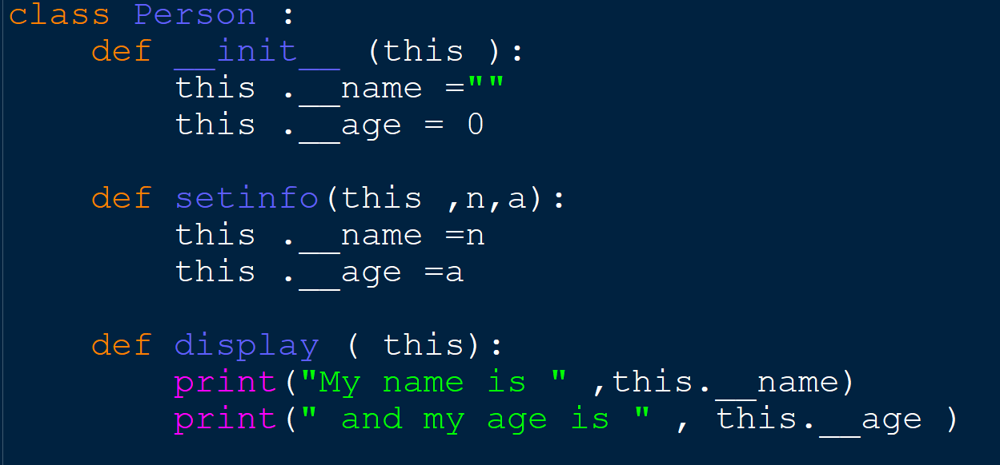 class Person :
    def __init__ (this ):
        this .__name =""
        this .__age = 0

    def setinfo(this ,n,a):
        this .__name =n
        this .__age =a

    def display ( this):
        print("My name is " ,this.__name)
        print(" and my age is " , this.__age )